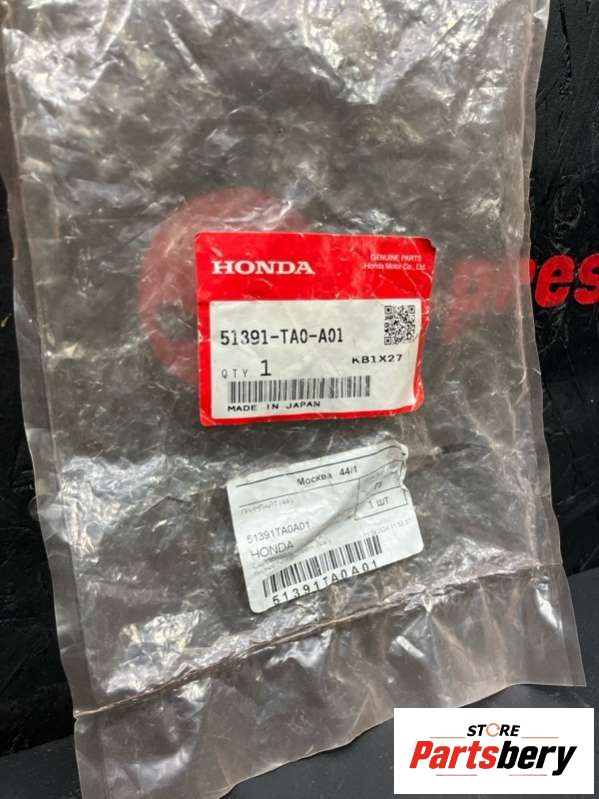 HONDA
GENUINE PARTS
Honda Motor Co., Ltd.
51391-TA0-A01
KB1X27
QTY 1
MADE IN JAPAN
Москва 44/1
1 шт
51391TA0A01
HONDA
51391TA0A01
pres
STORE
Partsbery